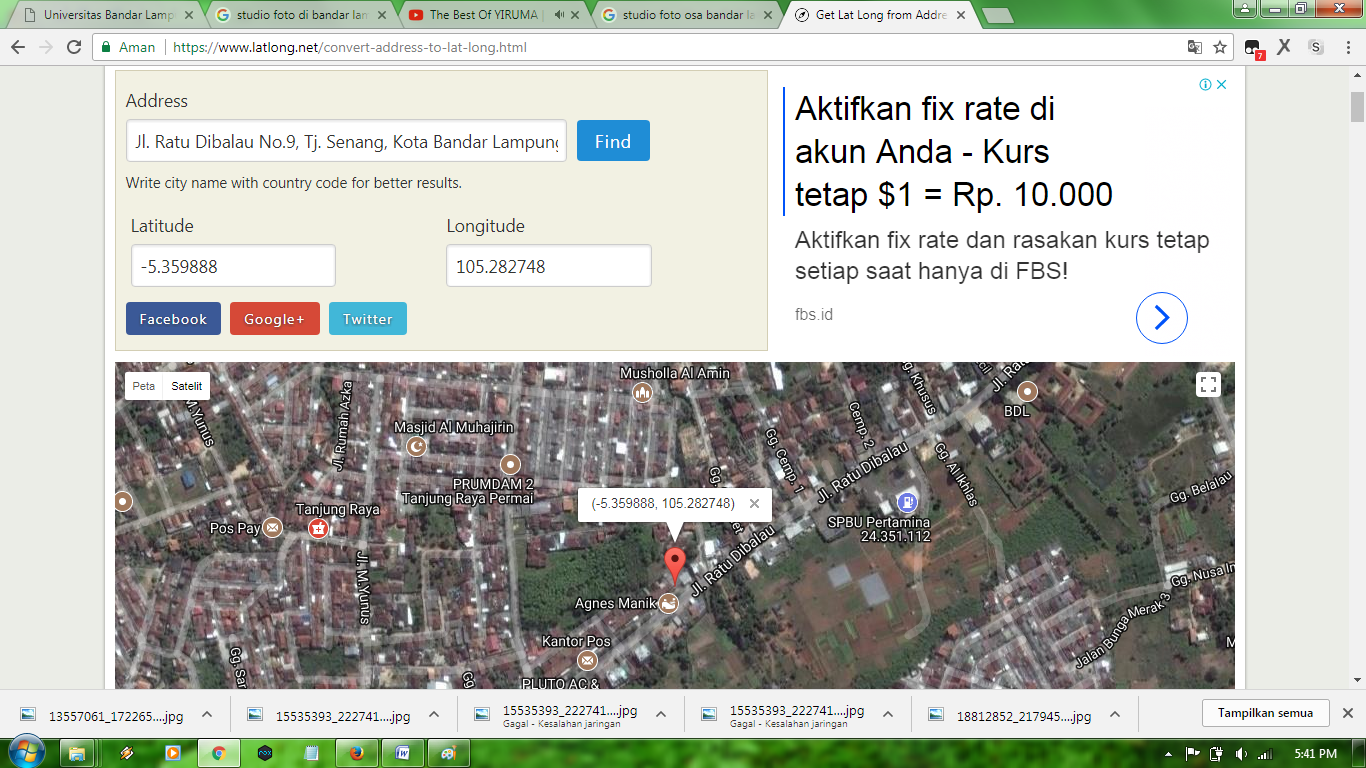 Universitas Bandar Lamp
studio foto di bandar lan
The Best Of YIRUMA |
studio foto osa bandar la
Get Lat Long from Addre
Aman
https://www.latlong.net/convert-address-to-lat-long.html
7
Address
Jl. Ratu Dibalau No.9, Tj. Senang, Kota Bandar Lampung
Find
Write city name with country code for better results.
Latitude
Longitude
-5.359888
105.282748
Facebook
Google+
Twitter
Aktifkan fix rate di
akun Anda - Kurs
tetap $1 = Rp. 10.000
Aktifkan fix rate dan rasakan kurs tetap
setiap saat hanya di FBS!
fbs.id
Peta
Satelit
M.Yunus
Jl. Rumah Azka
Musholla Al Amin
Masjid Al Muhajirin
PRUMDAM 2
Tanjung Raya Permai
Tanjung Raya
Pos Pay
Jl. M.Yunus
(-5.359888, 105.282748)
Gg. Cemp. 1
Cemp. 2
Gg. Khusus
Jl. Ratu
BDL
Jl. Ratu Dibalau
Gg. Al Ikhlas
Gg. Belalau
SPBU Pertamina
24.351.112
Jl. Ratu Dibalau
Agnes Manik
Kantor Pos
PLUTO AC &
Gg. Sar
Gg.
Gg. Nusa In
Jalan Bunga Merak 3
M
13557061_172265....jpg
15535393_222741....jpg
15535393_222741....jpg
Gagal - Kesalahan jaringan
15535393_222741....jpg
Gagal - Kesalahan jaringan
18812852_217945....jpg
Tampilkan semua
5:41 PM